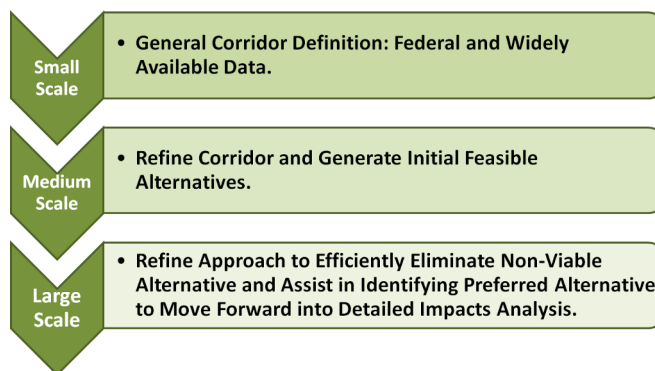 Small
Scale
• General Corridor Definition: Federal and Widely
Available Data.
Medium
Scale
• Refine Corridor and Generate Initial Feasible
Alternatives.
Large
Scale
• Refine Approach to Efficiently Eliminate Non-Viable
Alternative and Assist in Identifying Preferred Alternative
to Move Forward into Detailed Impacts Analysis.